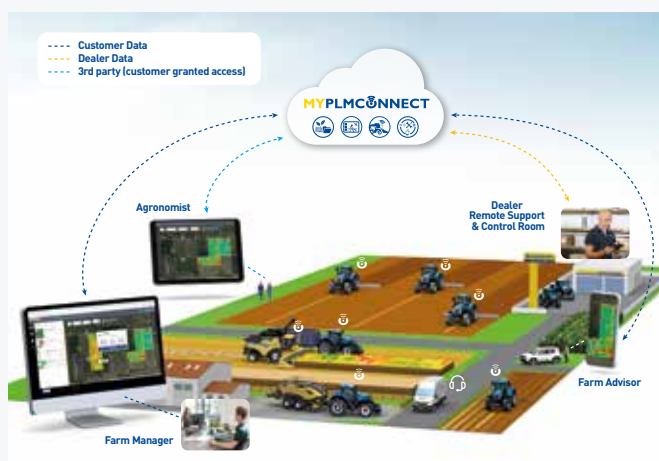 Customer Data
Dealer Data
3rd party (customer granted access)
MYPLMCONNECT
Agronomist
Dealer
Remote Support
& Control Room
Farm Advisor
Farm Manager